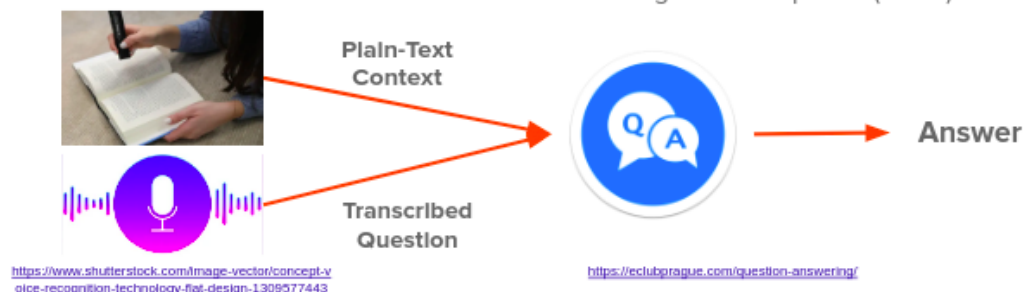 Plain-Text
Context
Q A
Answer
Transcribed
Question
https://www.shutterstock.com/image-vector/concept-v
oice-recognition-technology-flat-design-1309577443
https://eclubprague.com/question-answering/